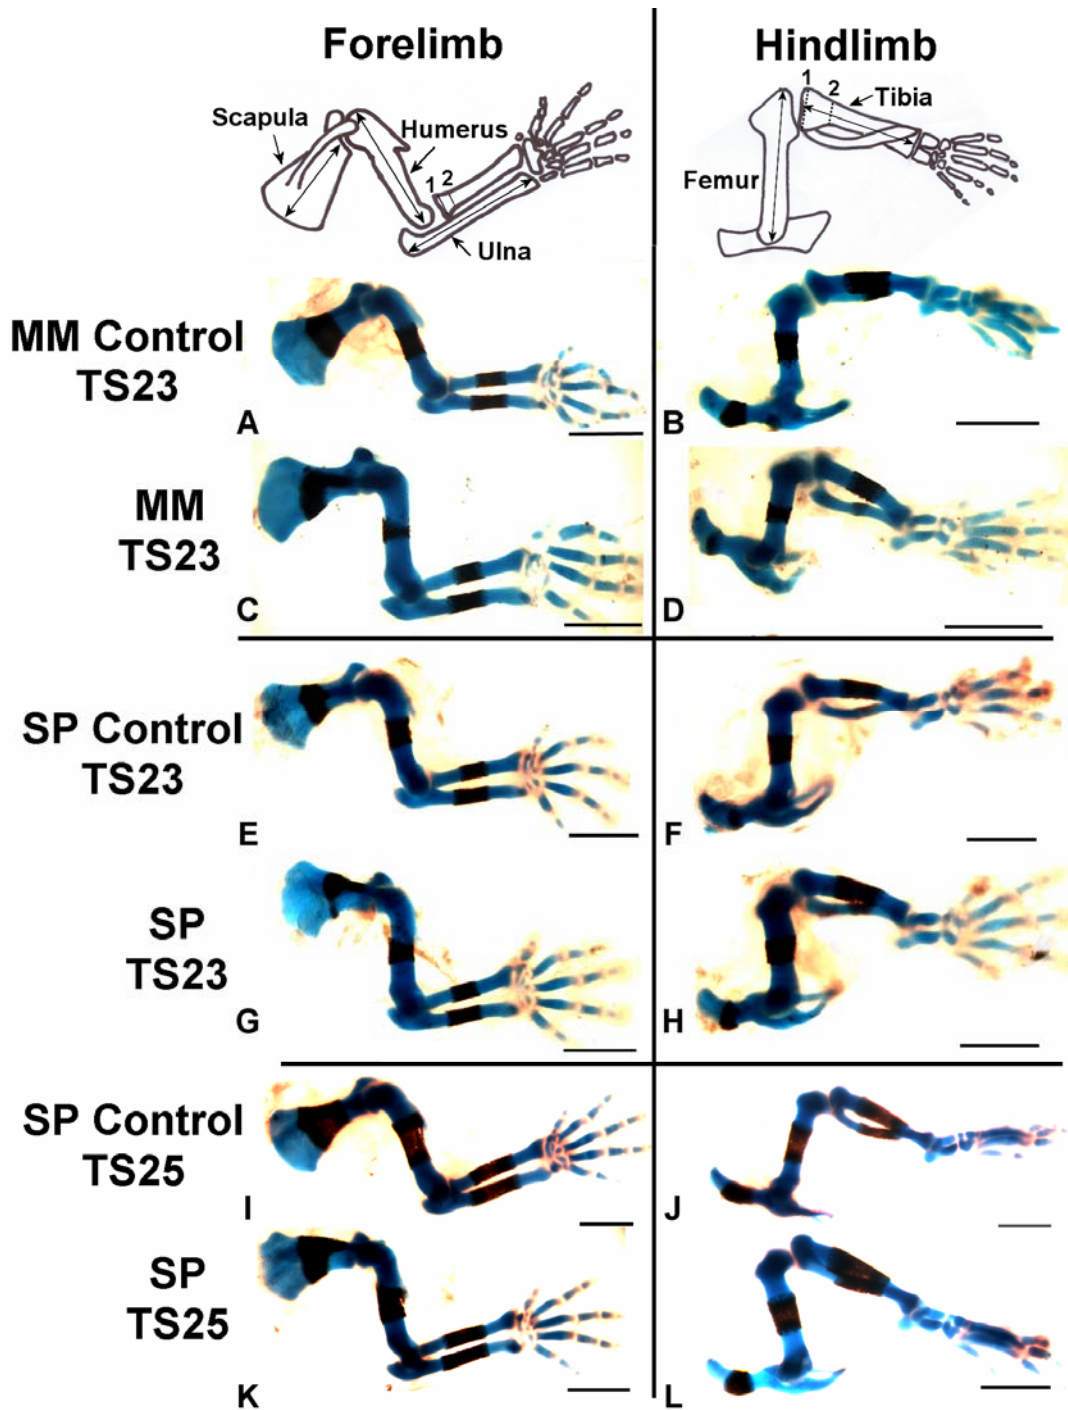 Forelimb
Hindlimb
Scapula
Humerus
1 2
Ulna
1
2
Tibia
Femur
MM Control
TS23
A
B
MM
TS23
C
D
SP Control
TS23
E
F
SP
TS23
G
H
SP Control
TS25
I
J
SP
TS25
K
L